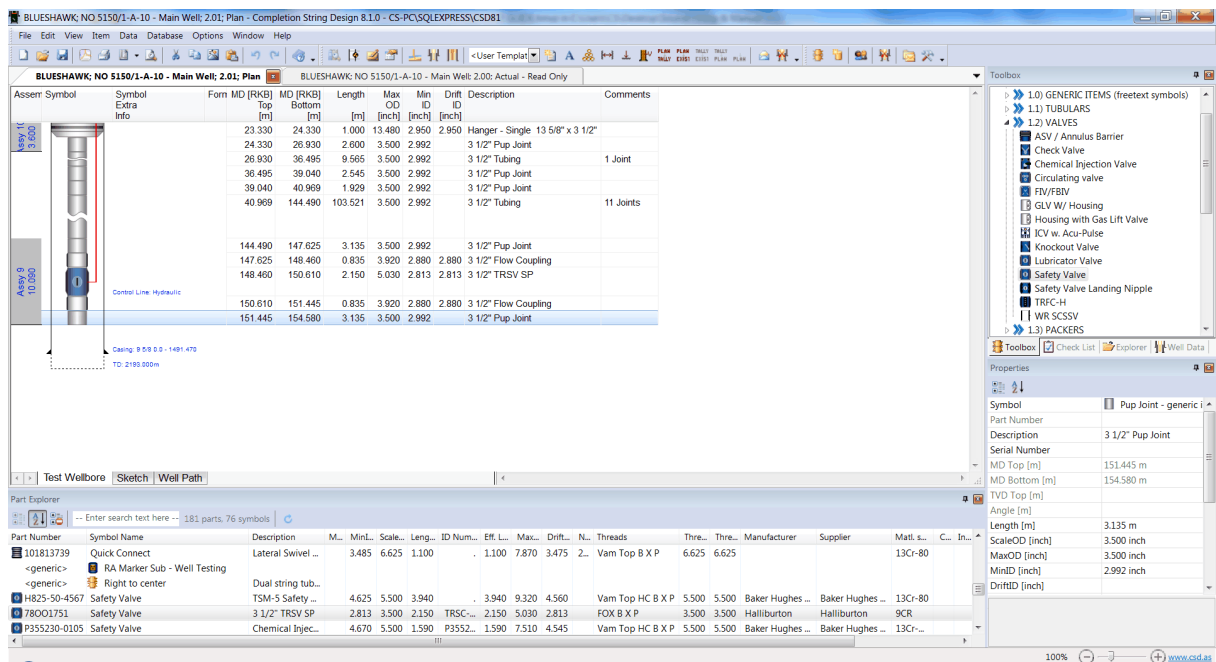 BLUESHAWK; NO 5150/1-A-10 - Main Well; 2.01; Plan - Completion String Design 8.1.0 - CS-PC\SQLEXPRESS\CSD81
File Edit View Item Data Database Options Window Help
<User Templat
BLUESHAWK; NO 5150/1-A-10 - Main Well; 2.01; Plan BLUESHAWK; NO 5150/1-A-10 - Main Well: 2.00: Actual - Read Only
Assem Symbol Symbol Form MD [RKB] MD [RKB] Length Max Min Drift Description Comments
Extra Top Bottom OD ID ID
Info [m] [m] [m] [inch] [inch] [inch]
Assy 10
3.600
23.330 24.330 1.000 13.480 2.950 2.950 Hanger - Single 13 5/8" x 3 1/2"
24.330 26.930 2.600 3.500 2.992 3 1/2" Pup Joint
26.930 36.495 9.565 3.500 2.992 3 1/2" Tubing 1 Joint
36.495 39.040 2.545 3.500 2.992 3 1/2" Pup Joint
39.040 40.969 1.929 3.500 2.992 3 1/2" Pup Joint
40.969 144.490 103.521 3.500 2.992 3 1/2" Tubing 11 Joints
144.490 147.625 3.135 3.500 2.992 3 1/2" Pup Joint
147.625 148.460 0.835 3.920 2.880 2.880 3 1/2" Flow Coupling
Assy 9
10.090
148.460 150.610 2.150 5.030 2.813 2.813 3 1/2" TRSV SP
Control Line: Hydraulic
150.610 151.445 0.835 3.920 2.880 2.880 3 1/2" Flow Coupling
151.445 154.580 3.135 3.500 2.992 3 1/2" Pup Joint
Casing: 9 5/8 0.0 - 1491.470
TD: 2193.000m
Test Wellbore Sketch Well Path
Toolbox
1.0) GENERIC ITEMS (freetext symbols)
1.1) TUBULARS
1.2) VALVES
ASV / Annulus Barrier
Check Valve
Chemical Injection Valve
Circulating valve
FIV/FBIV
GLV W/ Housing
Housing with Gas Lift Valve
ICV w. Acu-Pulse
Knockout Valve
Lubricator Valve
Safety Valve
Safety Valve Landing Nipple
TRFC-H
WR SCSSV
1.3) PACKERS
Toolbox Check List Explorer Well Data
Properties
Symbol Pup Joint - generic i
Part Number
Description 3 1/2" Pup Joint
Serial Number
MD Top [m] 151.445 m
MD Bottom [m] 154.580 m
TVD Top [m]
Angle [m]
Length [m] 3.135 m
ScaleOD [inch] 3.500 inch
MaxOD [inch] 3.500 inch
MinID [inch] 2.992 inch
DriftID [inch]
Part Explorer
-- Enter search text here -- 181 parts. 76 symbols
Part Number Symbol Name Description M... MinI... Scale... Leng... ID Num... Eff. L... Max... Drift... N... Threads Thre... Thre... Manufacturer Supplier Matl. s... C... In...
101813739 Quick Connect Lateral Swivel ... 3.485 6.625 1.100 . 1.100 7.870 3.475 2... Vam Top B X P 6.625 6.625 13Cr-80
<generic> RA Marker Sub - Well Testing
<generic> Right to center Dual string tub...
H825-50-4567 Safety Valve TSM-5 Safety ... 4.625 5.500 3.940 . 3.940 9.320 4.560 Vam Top HC B X P 5.500 5.500 Baker Hughes ... Baker Hughes ... 13Cr-80
78OO1751 Safety Valve 3 1/2" TRSV SP 2.813 3.500 2.150 TRSC-... 2.150 5.030 2.813 FOX B X P 3.500 3.500 Halliburton Halliburton 9CR
P355230-0105 Safety Valve Chemical Injec... 4.670 5.500 1.590 P3552... 1.590 7.510 4.545 Vam Top HC B X P 5.500 5.500 Baker Hughes ... Baker Hughes ... 13Cr-...
100% www.csd.as